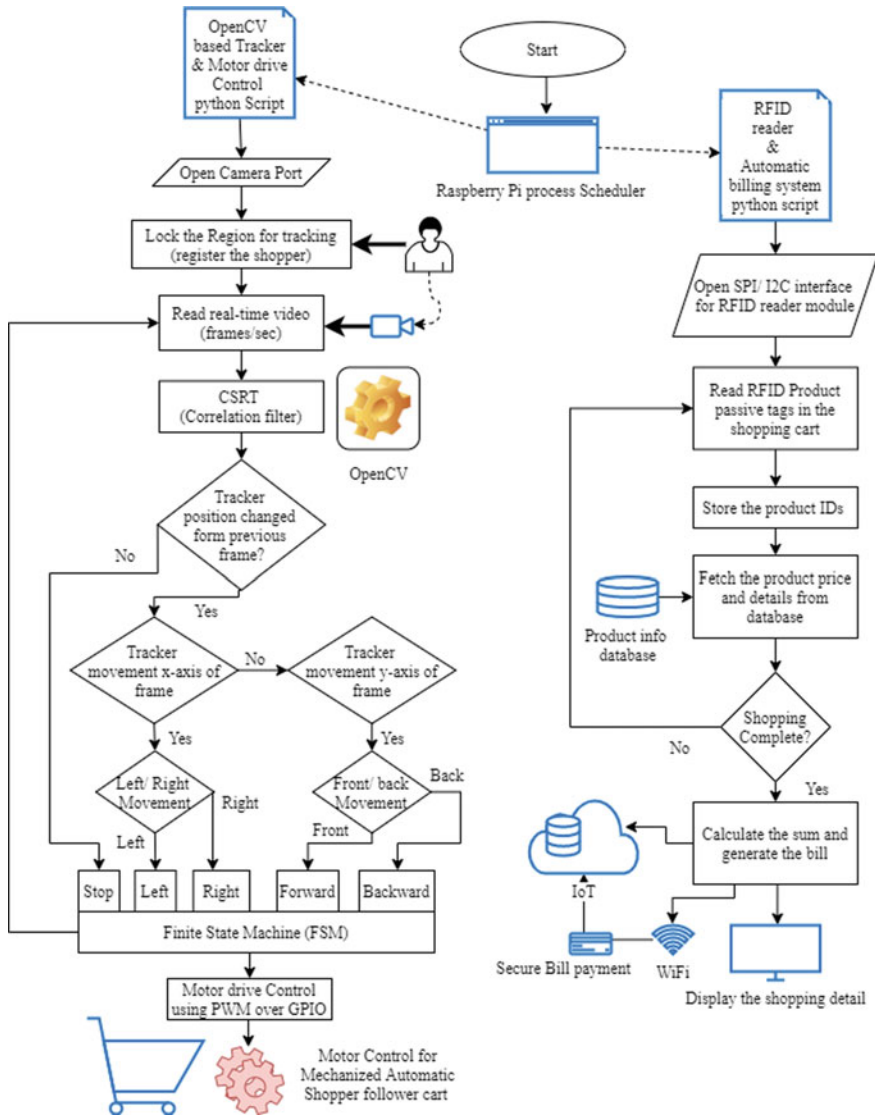 OpenCV
based Tracker
& Motor drive
Control
python Script
Start
Raspberry Pi process Scheduler
RFID
reader
&
Automatic
billing system
python script
Open Camera Port
Lock the Region for tracking
(register the shopper)
Read real-time video
(frames/sec)
CSRT
(Correlation filter)
OpenCV
Tracker
position changed
form previous
frame?
No
Yes
Tracker
movement x-axis of
frame
No
Tracker
movement y-axis of
frame
Yes
Yes
Left/ Right
Movement
Right
Left
Front/ back
Movement
Back
Front
Stop
Left
Right
Forward
Backward
Finite State Machine (FSM)
Motor drive Control
using PWM over GPIO
Motor Control for
Mechanized Automatic
Shopper follower cart
Open SPI/ I2C interface
for RFID reader module
Read RFID Product
passive tags in the
shopping cart
Store the product IDs
Fetch the product price
and details from
database
Product info
database
Shopping
Complete?
No
Yes
Calculate the sum and
generate the bill
IoT
Secure Bill payment
WiFi
Display the shopping detail